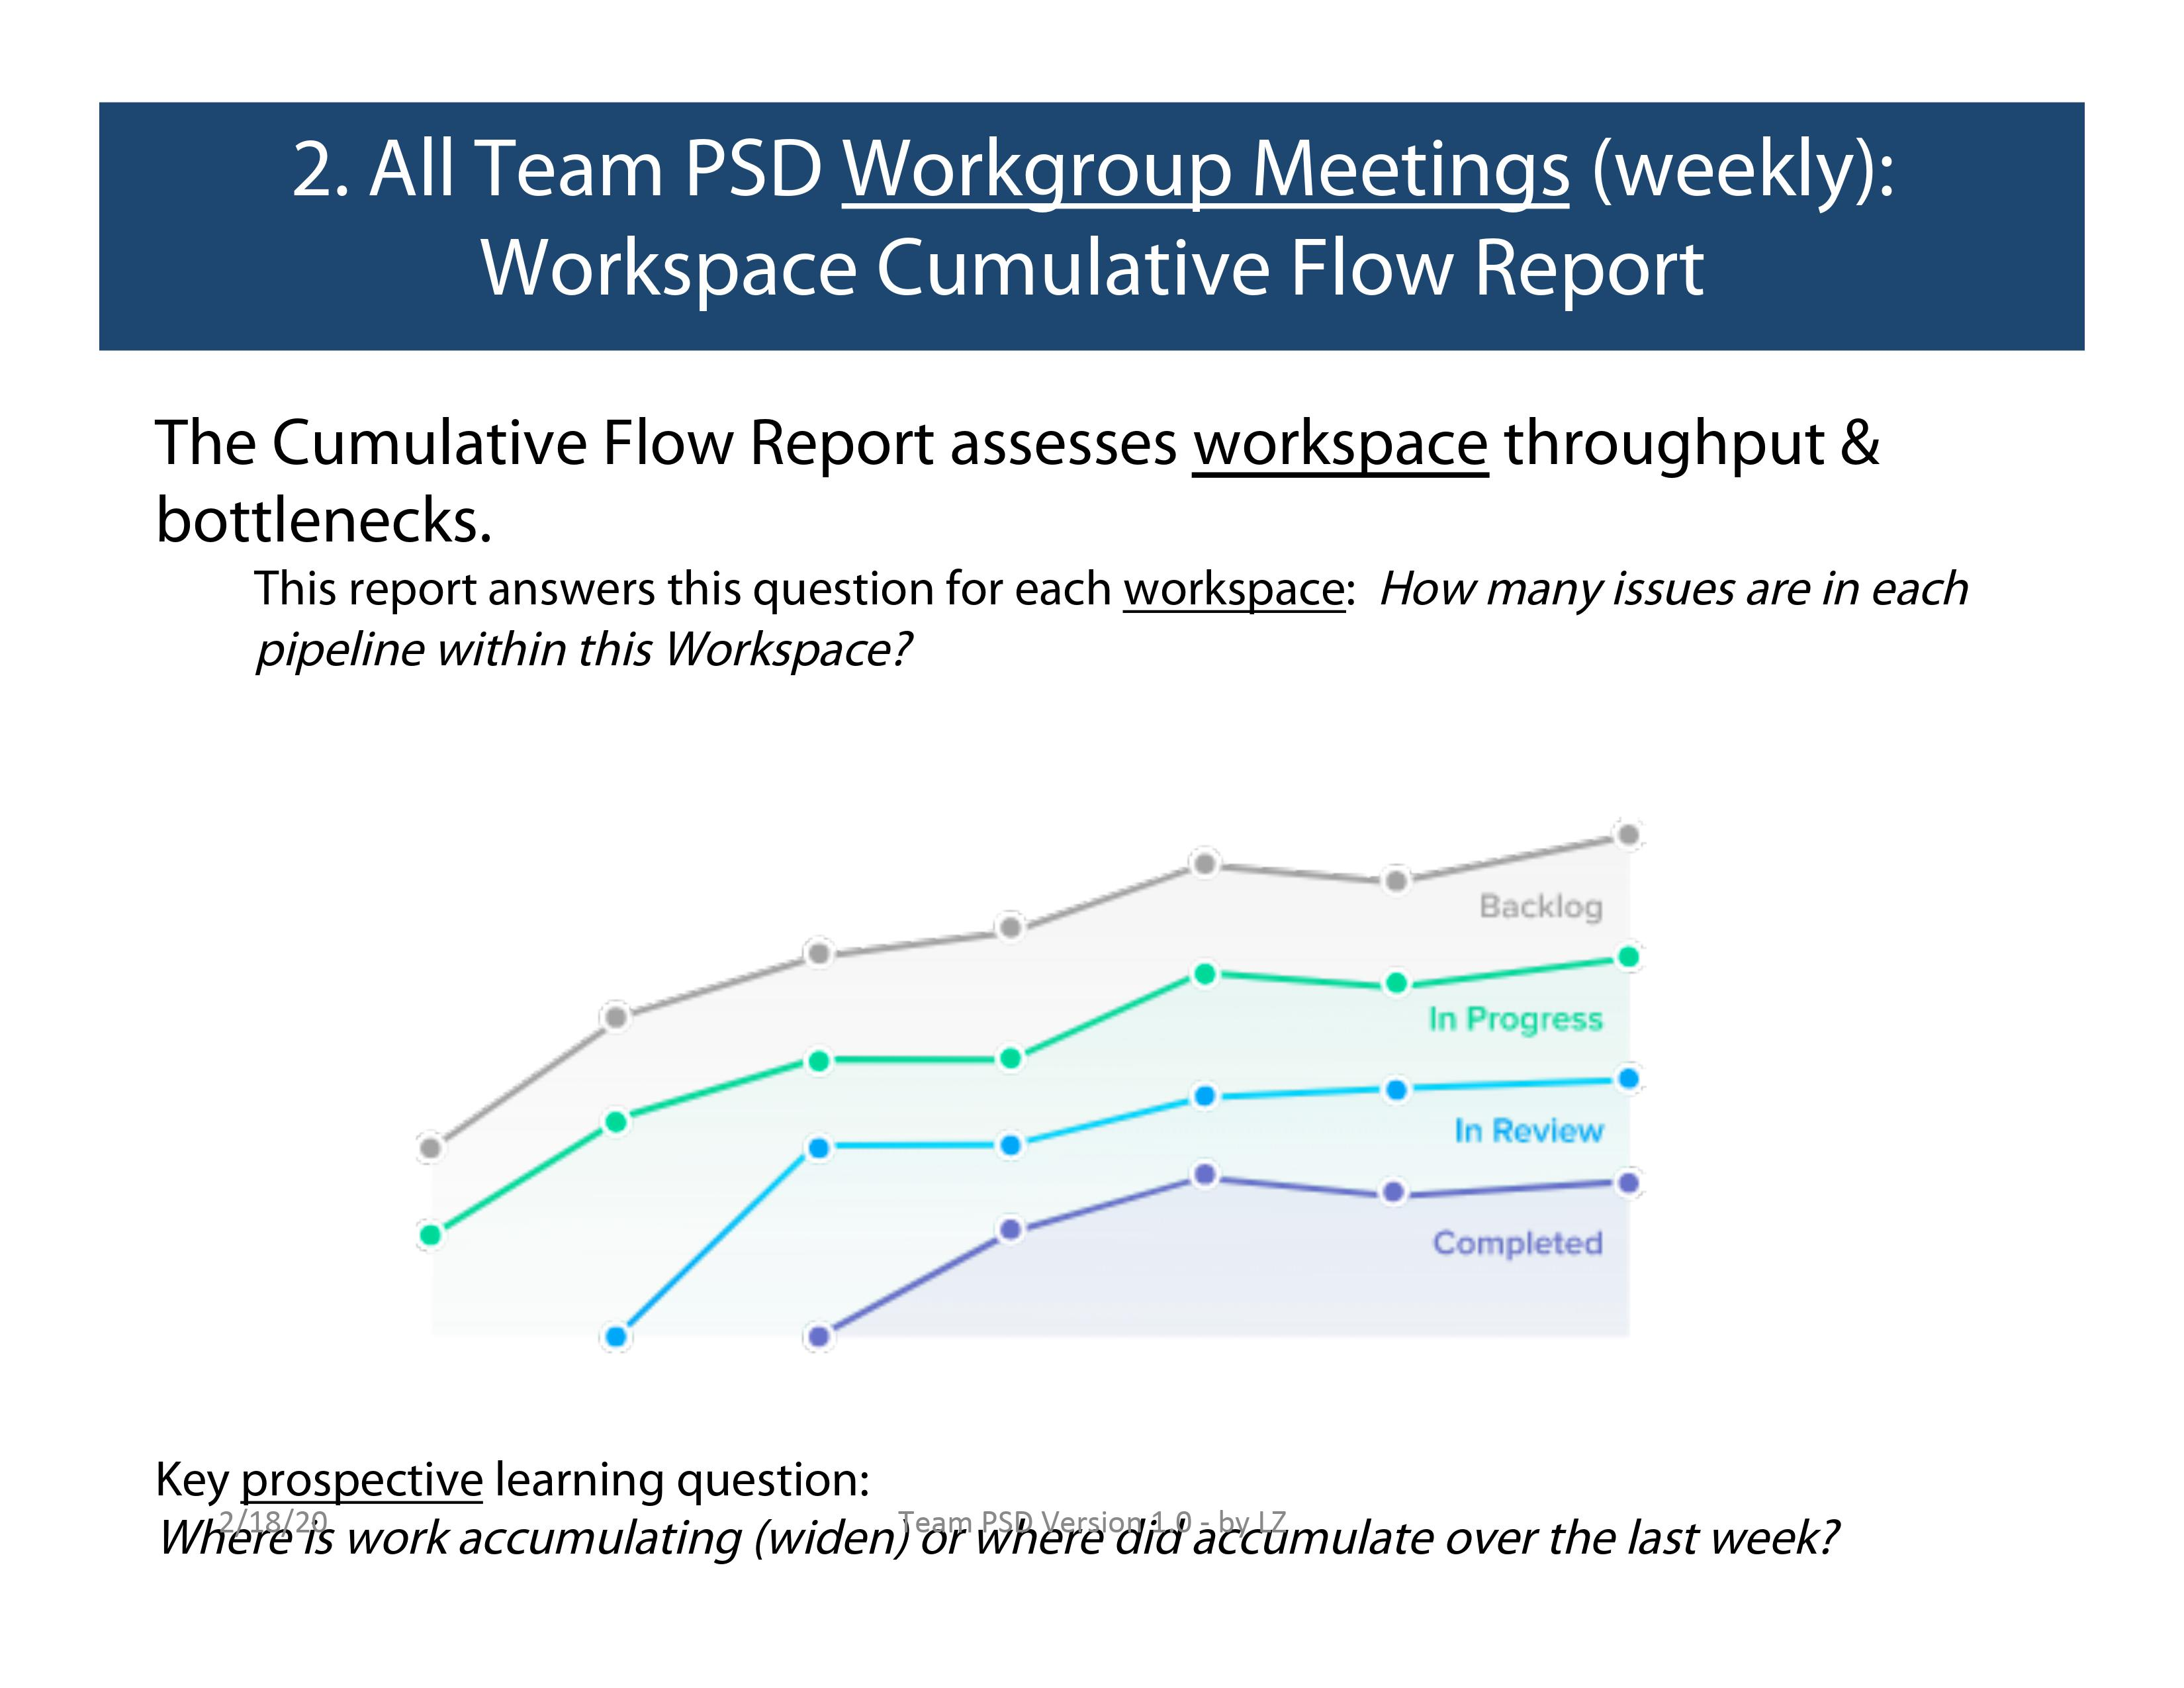 2. All Team PSD Workgroup Meetings (weekly):
Workspace Cumulative Flow Report
The Cumulative Flow Report assesses workspace throughput &
bottlenecks.
This report answers this question for each workspace: How many issues are in each
pipeline within this Workspace?
Backlog
In Progress
In Review
Completed
Key prospective learning question:
Where is work accumulating (widen) or where did accumulate over the last week?
2/18/20
Team PSD Version 1.0 - by LZ